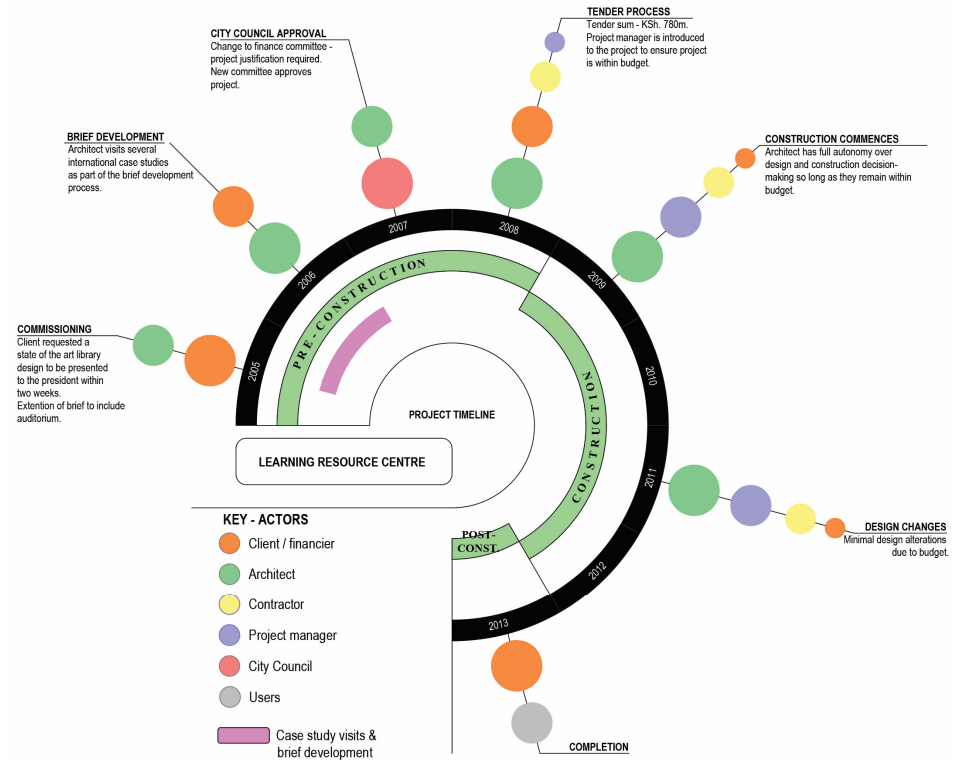 TENDER PROCESS
Tender sum - KSh. 780m.
Project manager is introduced
to the project to ensure project
is within budget.
CITY COUNCIL APPROVAL
Change to finance committee -
project justification required.
New committee approves
project.
BRIEF DEVELOPMENT
Architect visits several
international case studies
as part of the brief development
process.
CONSTRUCTION COMMENCES
Architect has full autonomy over
design and construction decision-
making so long as they remain within
budget.
COMMISSIONING
Client requested a
state of the art library
design to be presented
to the president within
two weeks.
Extention of brief to include
auditorium.
2005
2006
2007
2008
2009
2010
2011
2012
2013
PRE-CONSTRUCTION
CONSTRUCTION
POST-
CONST.
PROJECT TIMELINE
LEARNING RESOURCE CENTRE
DESIGN CHANGES
Minimal design alterations
due to budget.
KEY - ACTORS
Client / financier
Architect
Contractor
Project manager
City Council
Users
Case study visits &
brief development
COMPLETION